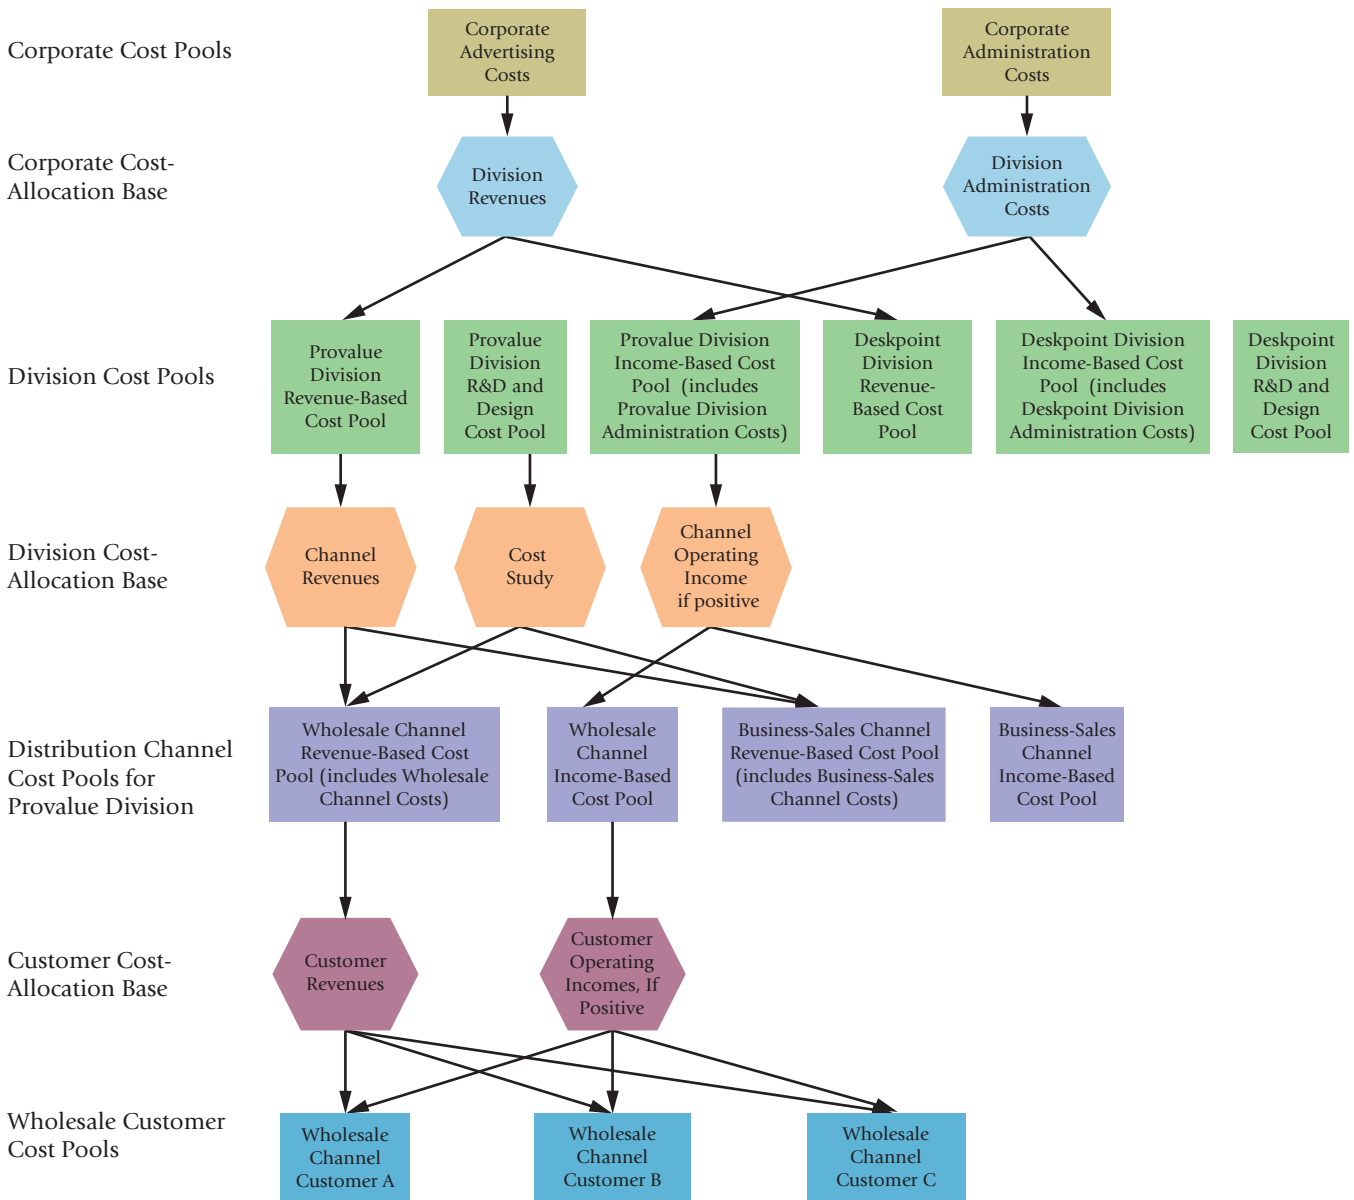 Corporate Cost Pools
Corporate
Advertising
Costs
Corporate
Administration
Costs
Corporate Cost-
Allocation Base
Division
Revenues
Division
Administration
Costs
Division Cost Pools
Provalue
Division
Revenue-Based
Cost Pool
Provalue
Division
R&D and
Design
Cost Pool
Provalue Division
Income-Based Cost
Pool (includes
Provalue Division
Administration Costs)
Deskpoint
Division
Revenue-
Based Cost
Pool
Deskpoint Division
Income-Based Cost
Pool (includes
Deskpoint Division
Administration Costs)
Deskpoint
Division
R&D and
Design
Cost Pool
Division Cost-
Allocation Base
Channel
Revenues
Cost
Study
Channel
Operating
Income
if positive
Distribution Channel
Cost Pools for
Provalue Division
Wholesale Channel
Revenue-Based Cost
Pool (includes Wholesale
Channel Costs)
Wholesale
Channel
Income-Based
Cost Pool
Business-Sales Channel
Revenue-Based Cost Pool
(includes Business-Sales
Channel Costs)
Business-Sales
Channel
Income-Based
Cost Pool
Customer Cost-
Allocation Base
Customer
Revenues
Customer
Operating
Incomes, If
Positive
Wholesale Customer
Cost Pools
Wholesale
Channel
Customer A
Wholesale
Channel
Customer B
Wholesale
Channel
Customer C